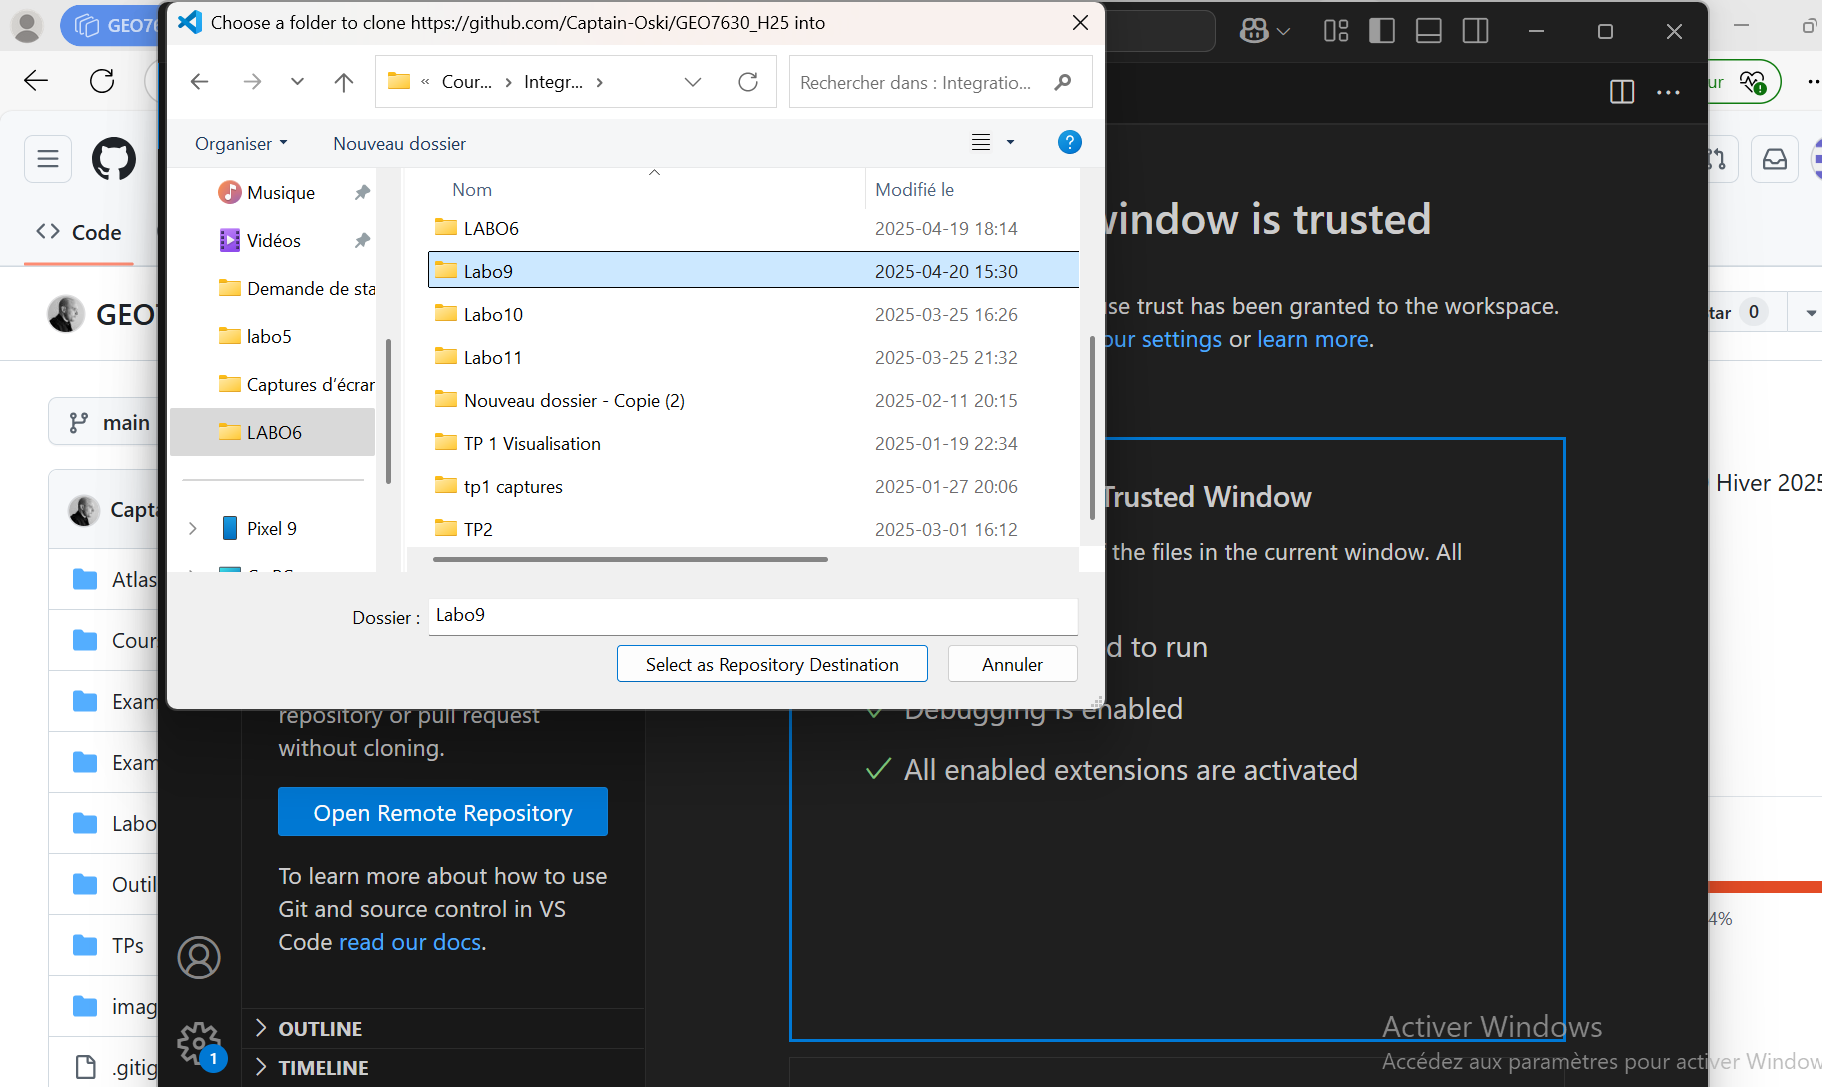 Choose a folder to clone https://github.com/Captain-Oski/GEO7630_H25 into
« Cour... > Integr... >
Rechercher dans : Integratio...
Organiser
Nouveau dossier
?
Musique
Vidéos
Demande de sta
labo5
Captures d'écran
LABO6
Pixel 9
Nom
Modifié le
LABO6 2025-04-19 18:14
Labo9 2025-04-20 15:30
Labo10 2025-03-25 16:26
Labo11 2025-03-25 21:32
Nouveau dossier - Copie (2) 2025-02-11 20:15
TP 1 Visualisation 2025-01-19 22:34
tp1 captures 2025-01-27 20:06
TP2 2025-03-01 16:12
Dossier : Labo9
Select as Repository Destination
Annuler
GEO76
Code
GEO7
main
Capta
Atlas
Cour
Exam
Exam
Labo
Outil
TPs
imag
.gitig
repository or pull request
without cloning.
Open Remote Repository
To learn more about how to use
Git and source control in VS
Code read our docs.
1
OUTLINE
TIMELINE
window is trusted
se trust has been granted to the workspace.
our settings or learn more.
Trusted Window
the files in the current window. All
d to run
Debugging is enabled
All enabled extensions are activated
ur
tar 0
Hiver 2025
4%
Activer Windows
Accédez aux paramètres pour activer Window